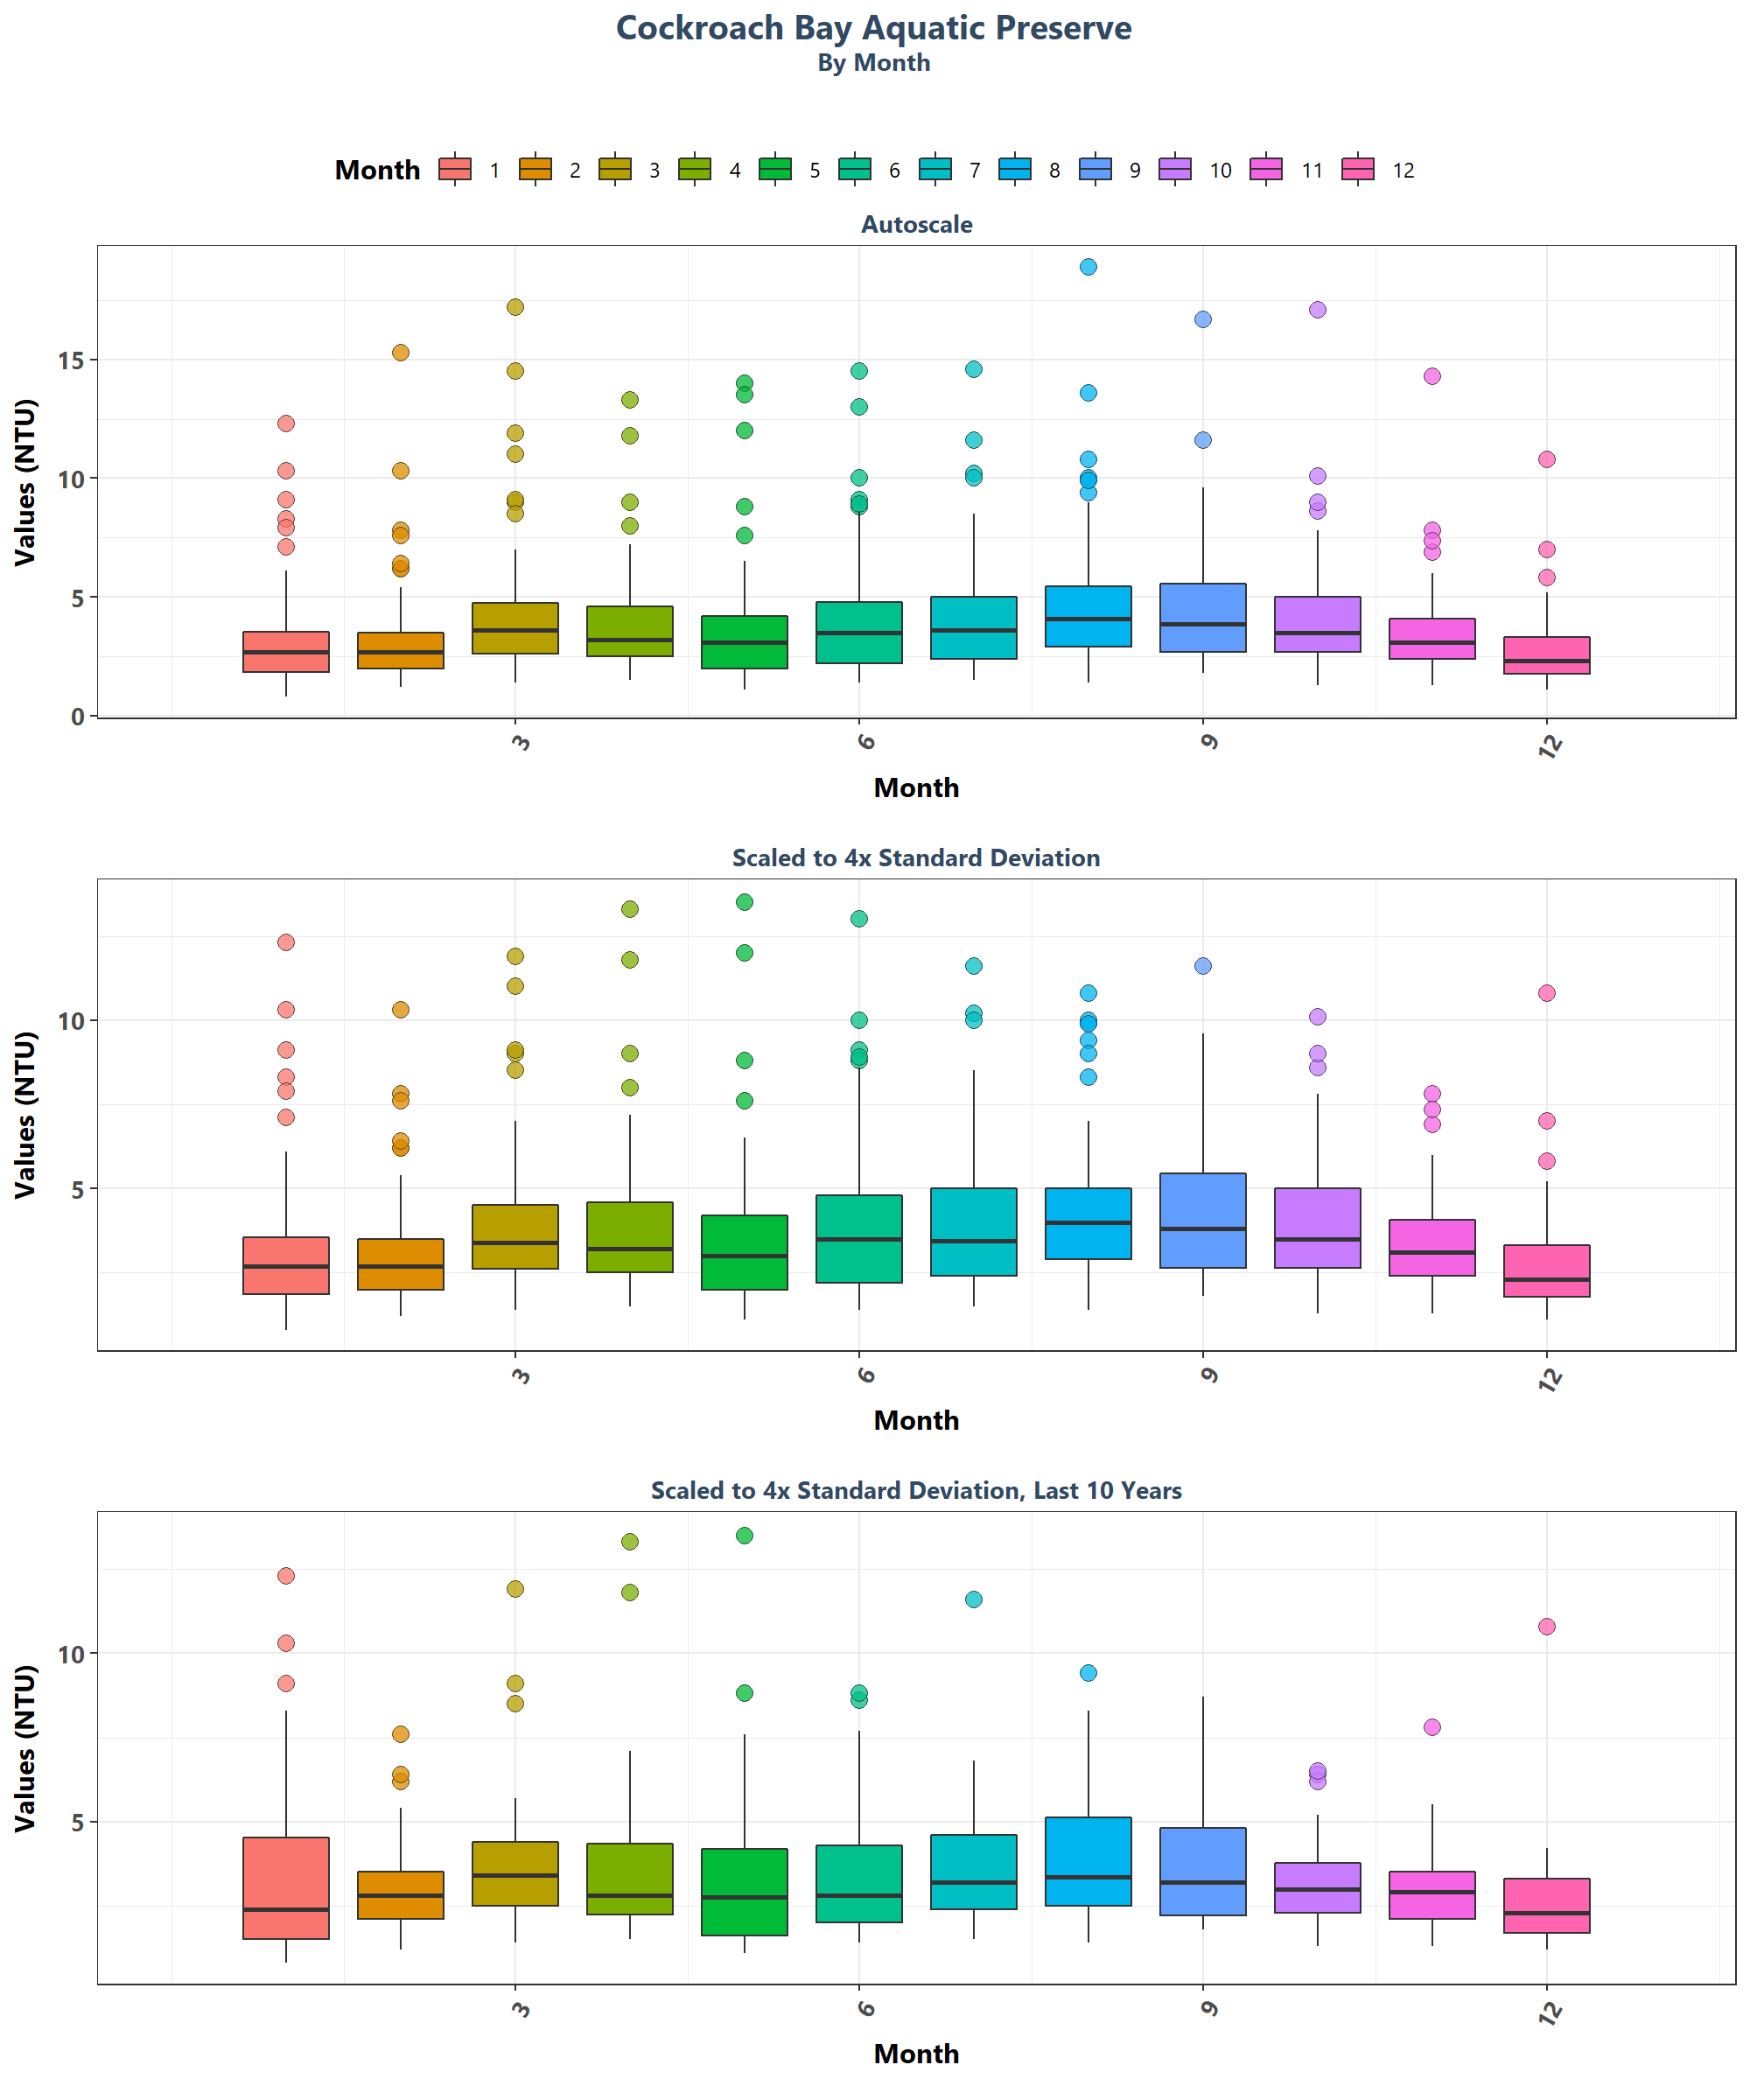 Cockroach Bay Aquatic Preserve
By Month
Month 1 2 3 4 5 6 7 8 9 10 11 12
Autoscale
Values (NTU)
15
10
5
0
3 6 9 12
Month
Scaled to 4x Standard Deviation
Values (NTU)
10
5
3 6 9 12
Month
Scaled to 4x Standard Deviation, Last 10 Years
Values (NTU)
10
5
3 6 9 12
Month